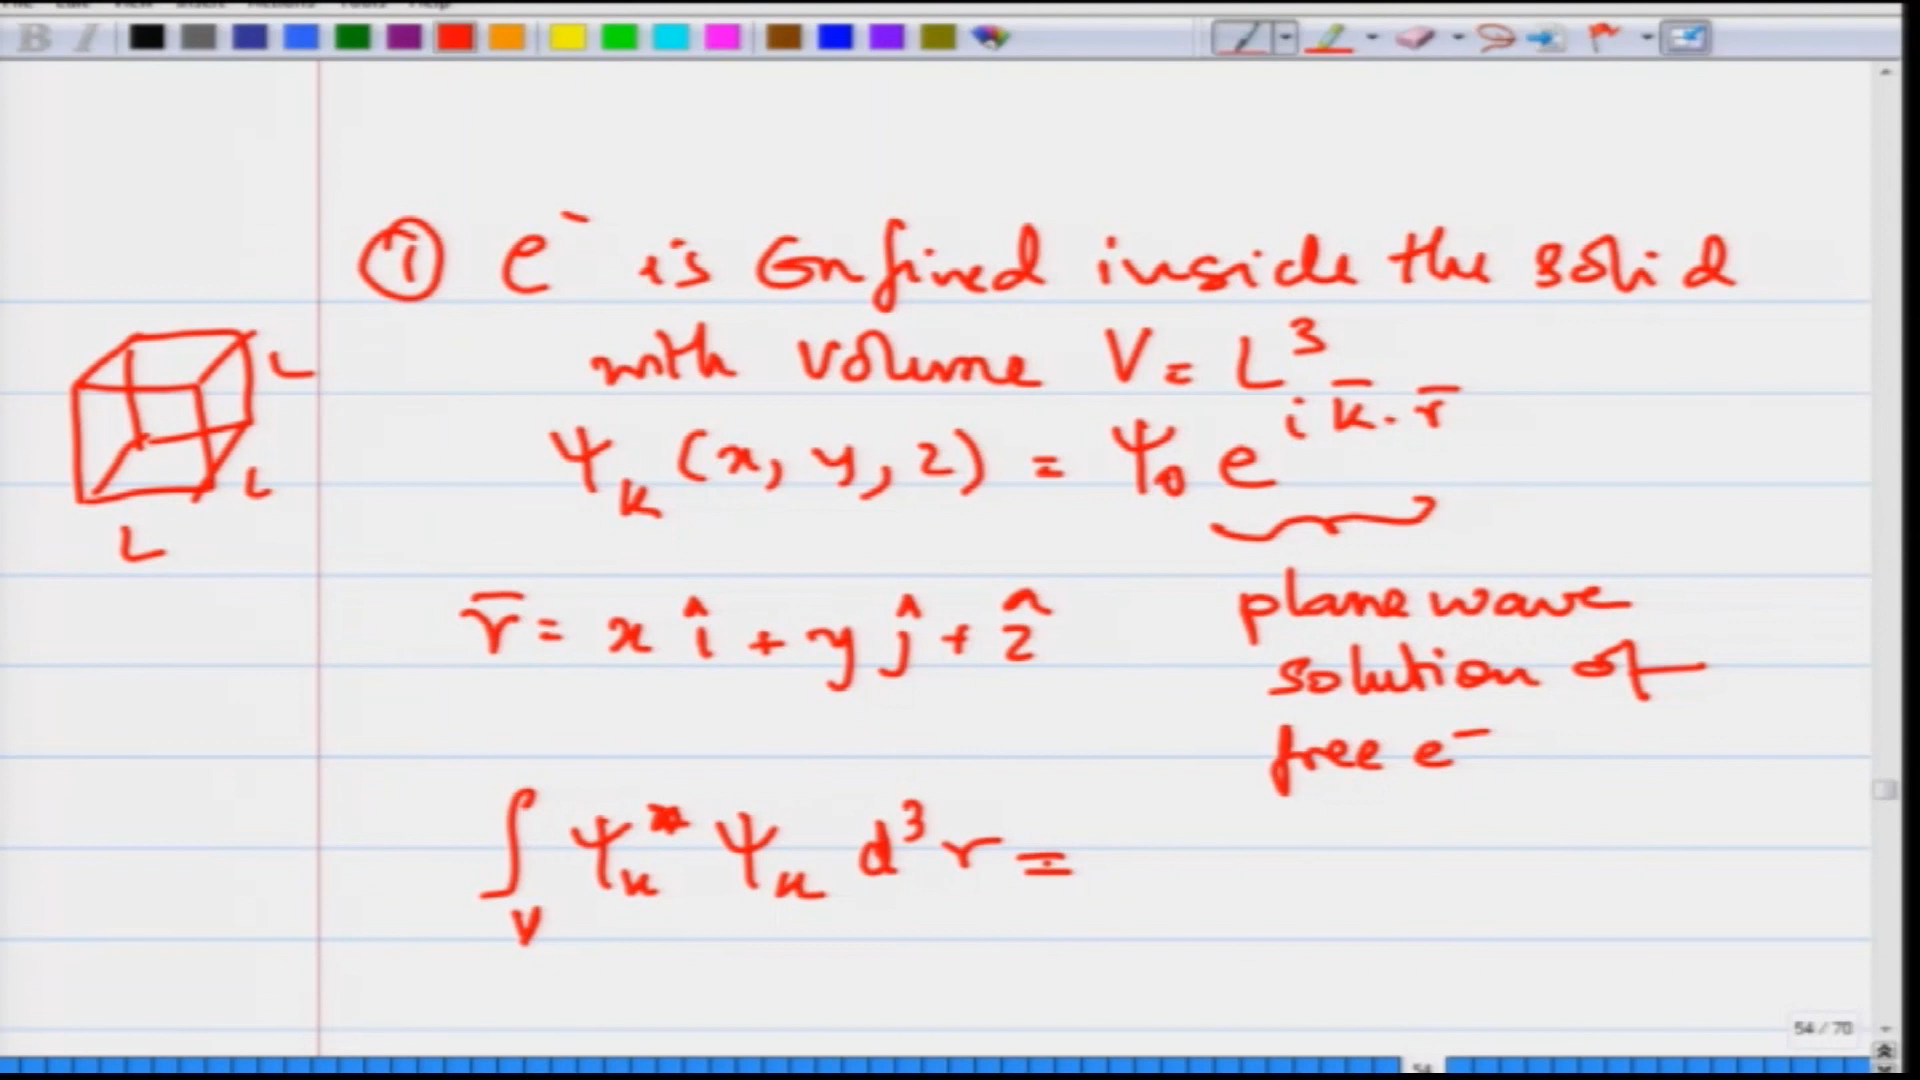 B I
① e⁻ is Confined inside the solid
with volume V = L³
L
L
L
Ψ_k (x, y, z) = Ψ₀ e^{i k̄ · r̄}
r̄ = x î + y ĵ + ẑ
plane wave
solution of
free e⁻
∫_V Ψ_k* Ψ_k d³r =
54 / 70
54